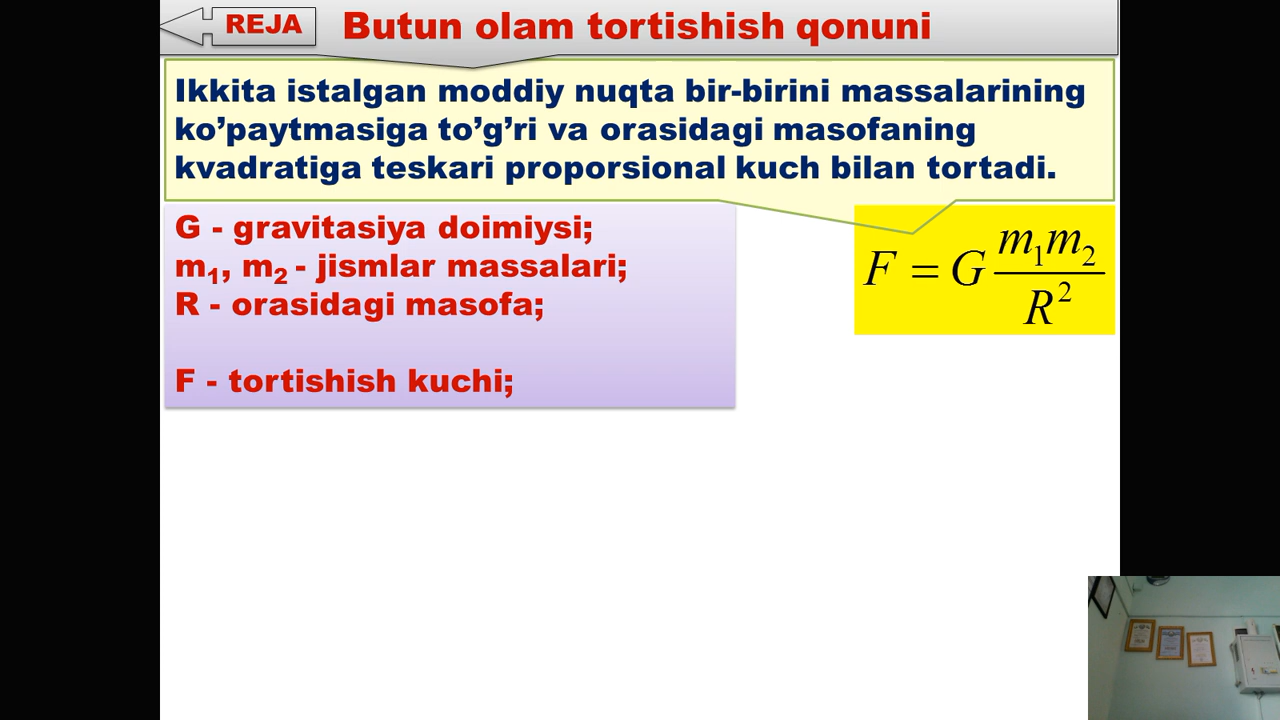 REJA
Butun olam tortishish qonuni
Ikkita istalgan moddiy nuqta bir-birini massalarining
ko’paytmasiga to’g’ri va orasidagi masofaning
kvadratiga teskari proporsional kuch bilan tortadi.
G - gravitasiya doimiysi;
m₁, m₂ - jismlar massalari;
R - orasidagi masofa;
F - tortishish kuchi;
F = G m₁m₂ / R²